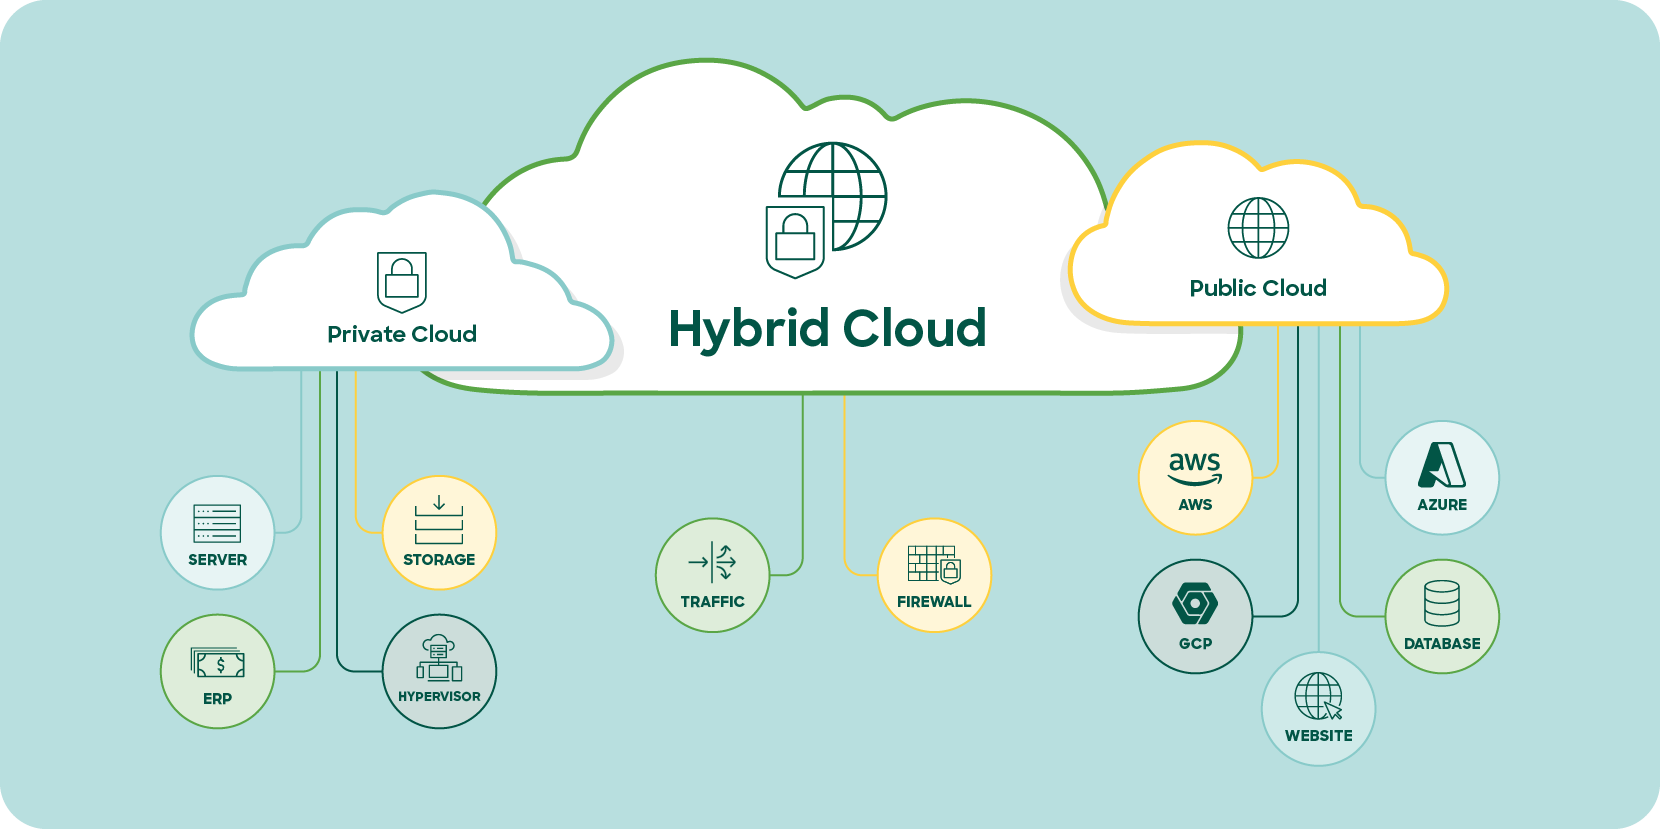 Hybrid Cloud
Private Cloud
SERVER
STORAGE
ERP
$
HYPERVISOR
TRAFFIC
FIREWALL
Public Cloud
aws
AWS
AZURE
GCP
DATABASE
WEBSITE